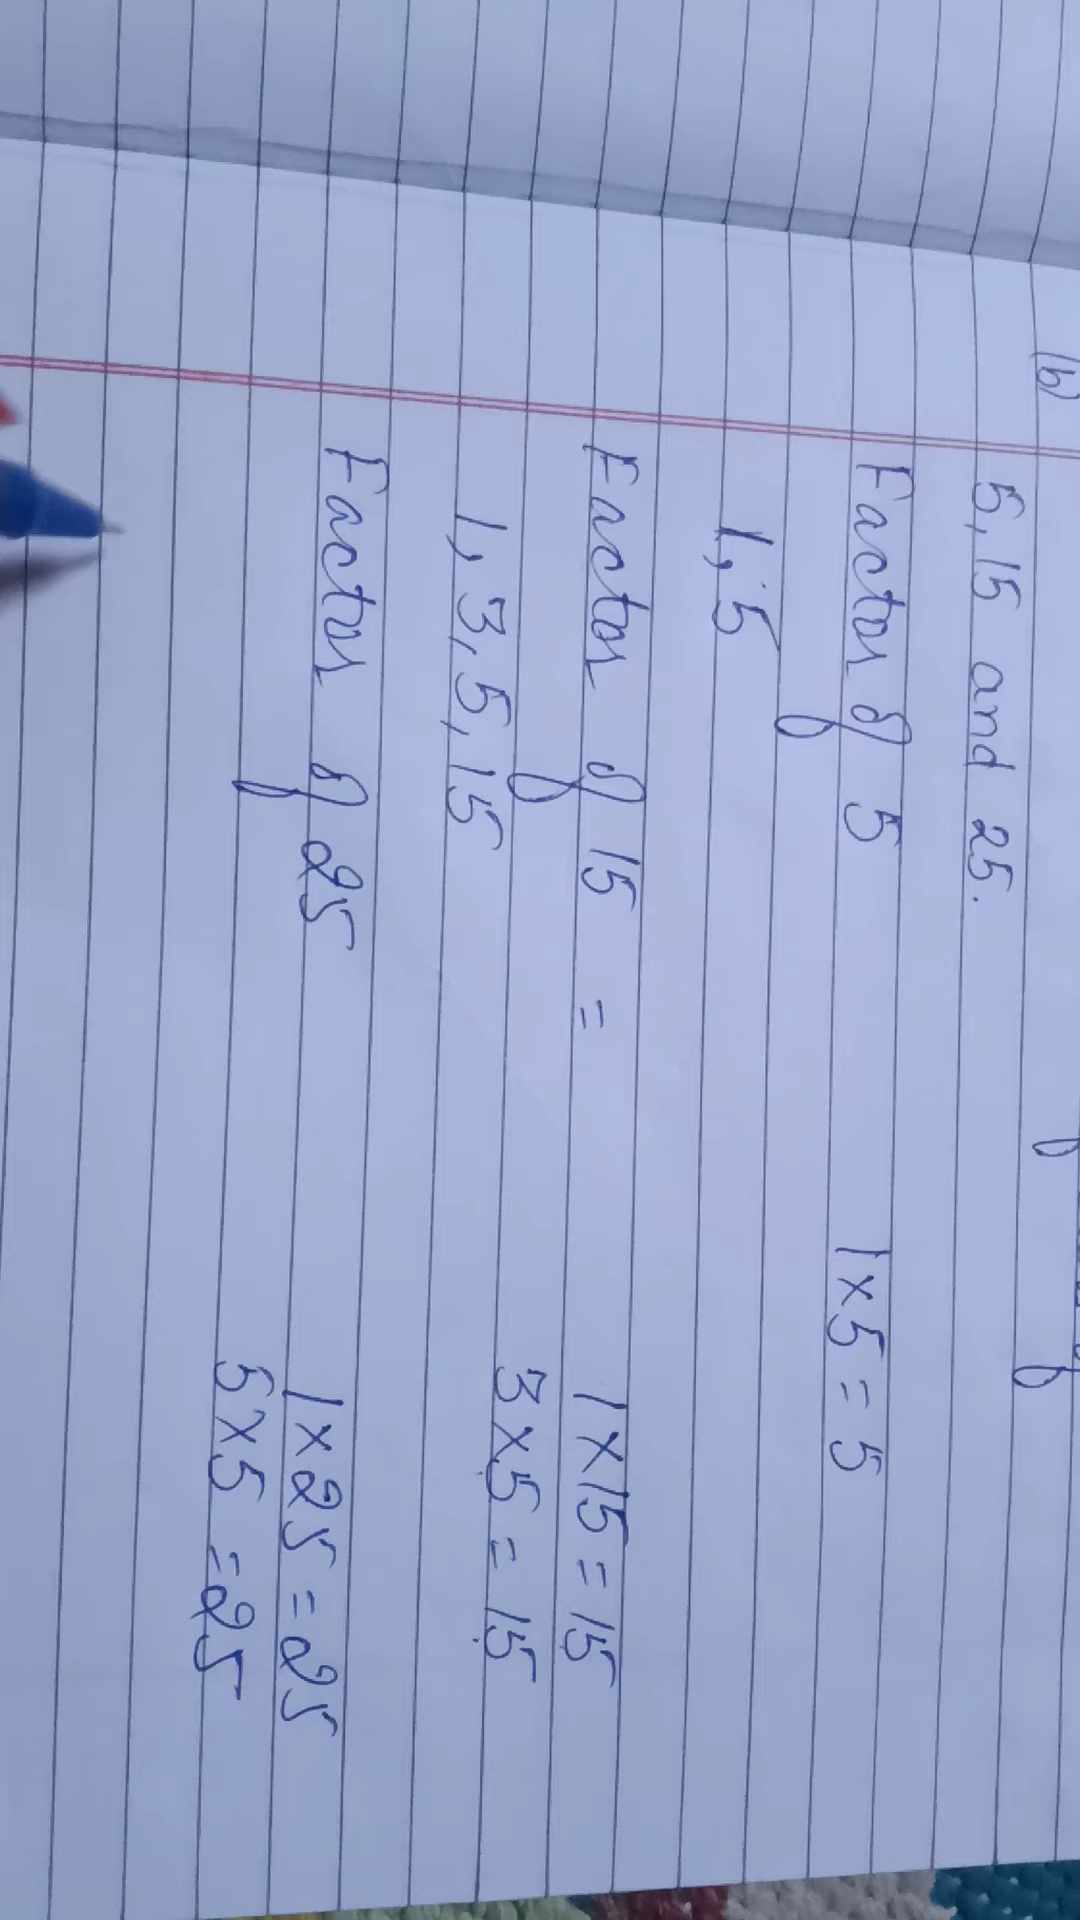 (b)
5, 15 and 25.
Factor of 5 1 × 5 = 5
1, 5
Factor of 15 = 1 × 15 = 15
3 × 5 = 15
1, 3, 5, 15
Factor of 25 1 × 25 = 25
5 × 5 = 25